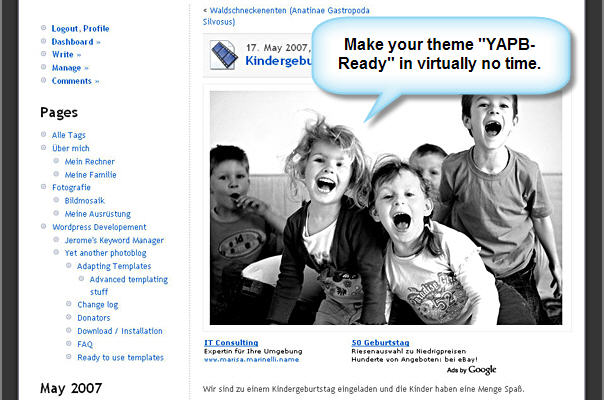 Logout, Profile
Dashboard »
Write »
Manage »
Comments »
Pages
Alle Tags
Über mich
Mein Rechner
Meine Familie
Fotografie
Bildmosaik
Meine Ausrüstung
Wordpress Developement
Jerome's Keyword Manager
Yet another photoblog
Adapting Templates
Advanced templating
stuff
Change log
Donators
Download / Installation
FAQ
Ready to use templates
May 2007
< Waldschneckenenten (Anatinae Gastropoda
Silvosus)
17. May 2007,
Kindergebu
Make your theme "YAPB-
Ready" in virtually no time.
IT Consulting
Expertin für Ihre Umgebung
www.marisa.marinelli.name
50 Geburtstag
Riesenauswahl zu Niedrigpreisen
Hunderte von Angeboten: bei eBay!
Ads by Google
Wir sind zu einem Kindergeburtstag eingeladen und die Kinder haben eine Menge Spaß.